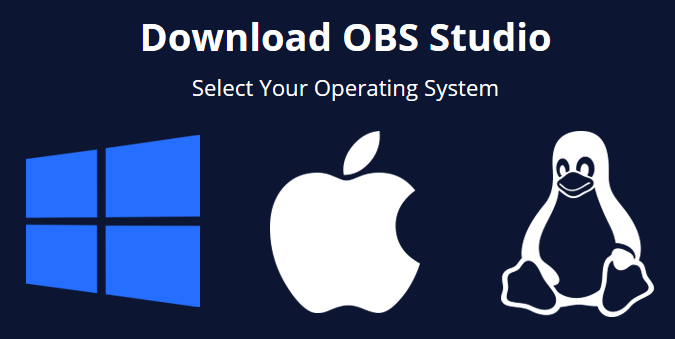 Download OBS Studio
Select Your Operating System